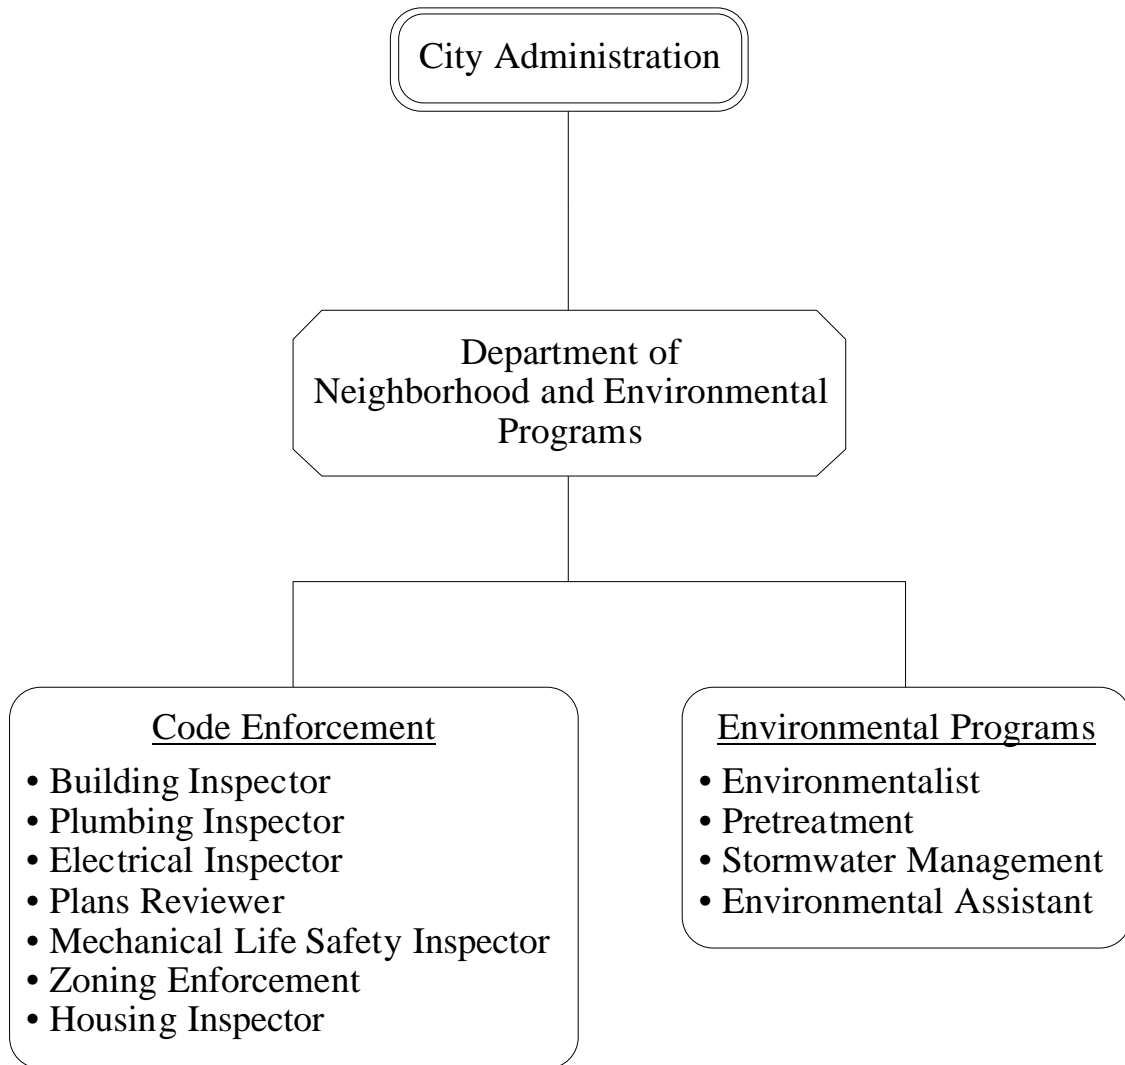 City Administration
Department of
Neighborhood and Environmental
Programs
Code Enforcement
• Building Inspector
• Plumbing Inspector
• Electrical Inspector
• Plans Reviewer
• Mechanical Life Safety Inspector
• Zoning Enforcement
• Housing Inspector
Environmental Programs
• Environmentalist
• Pretreatment
• Stormwater Management
• Environmental Assistant